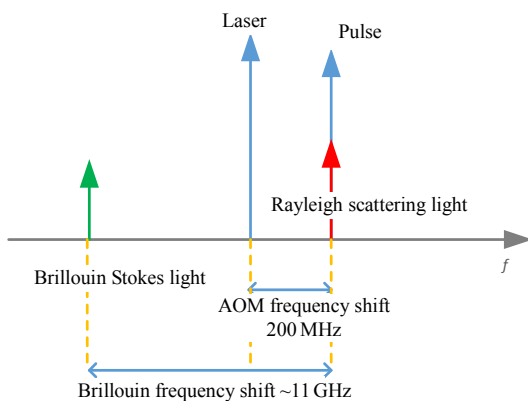 Laser
Pulse
Rayleigh scattering light
f
Brillouin Stokes light
AOM frequency shift
200 MHz
Brillouin frequency shift ~11 GHz